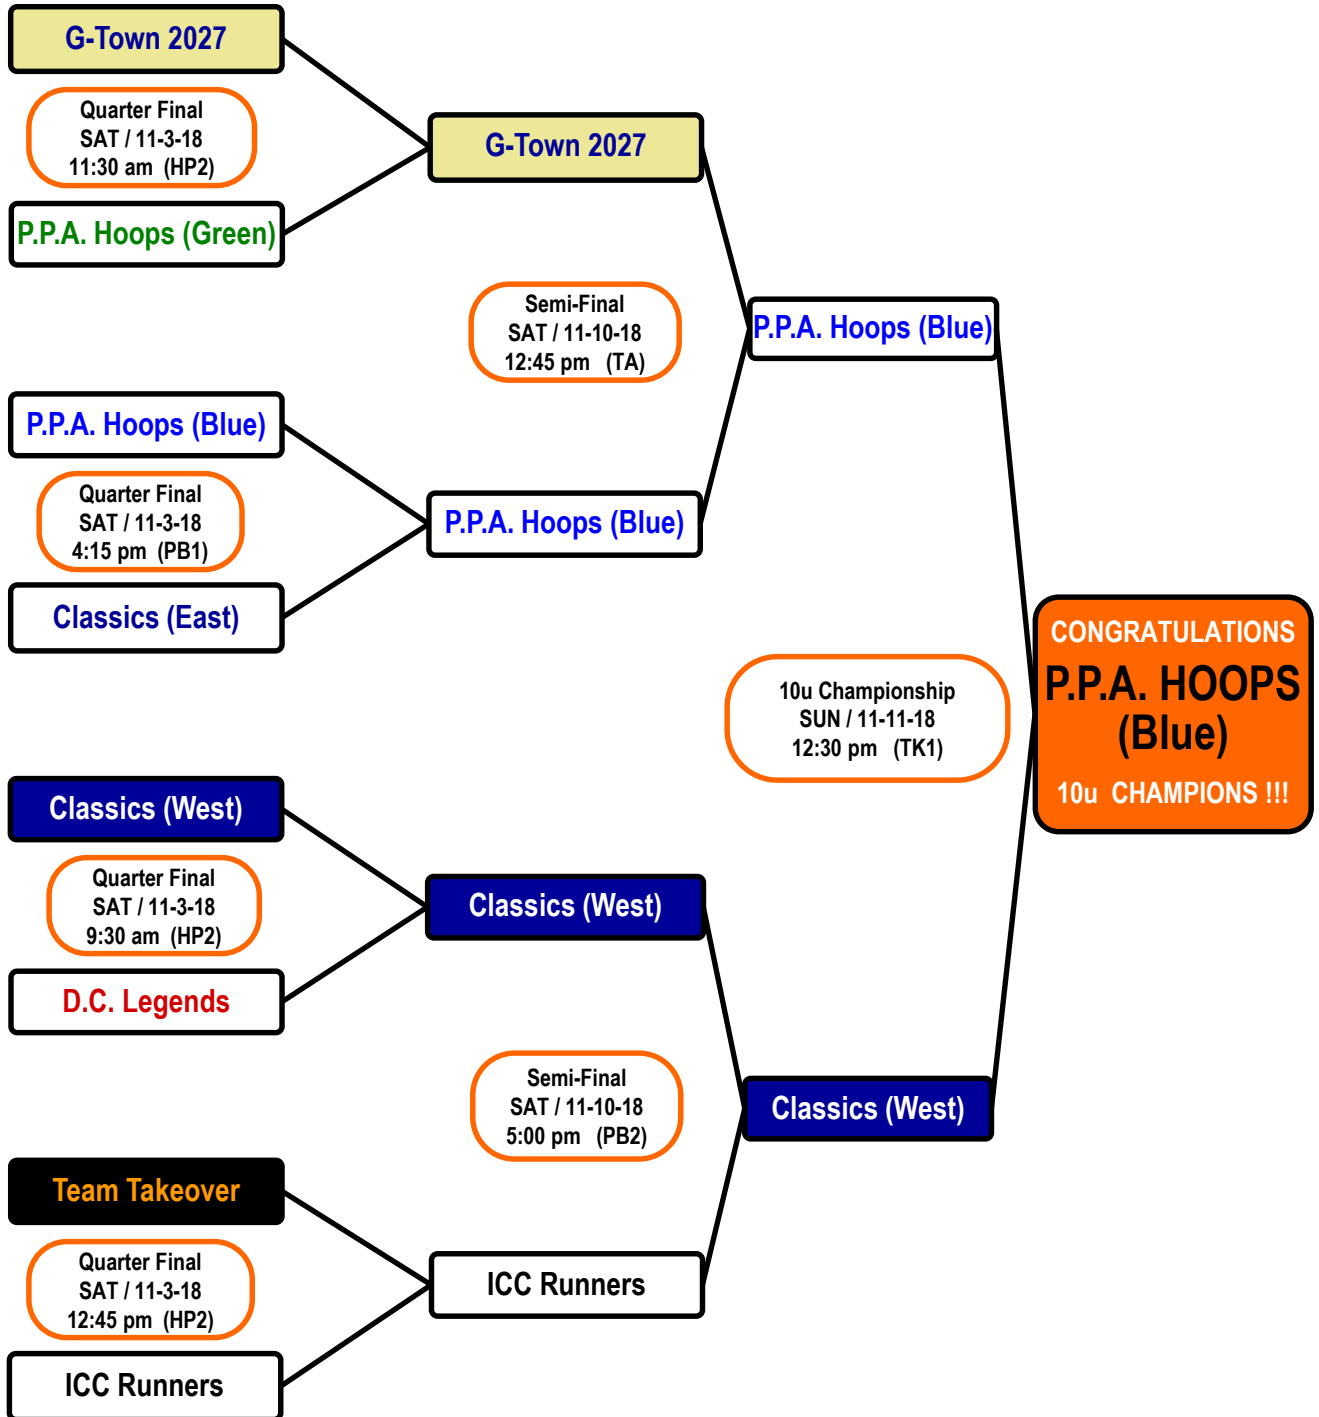 G-Town 2027
Quarter Final
SAT / 11-3-18
11:30 am (HP2)
P.P.A. Hoops (Green)
G-Town 2027
Semi-Final
SAT / 11-10-18
12:45 pm (TA)
P.P.A. Hoops (Blue)
P.P.A. Hoops (Blue)
Quarter Final
SAT / 11-3-18
4:15 pm (PB1)
Classics (East)
P.P.A. Hoops (Blue)
10u Championship
SUN / 11-11-18
12:30 pm (TK1)
CONGRATULATIONS
P.P.A. HOOPS
(Blue)
10u CHAMPIONS !!!
Classics (West)
Quarter Final
SAT / 11-3-18
9:30 am (HP2)
D.C. Legends
Classics (West)
Semi-Final
SAT / 11-10-18
5:00 pm (PB2)
Classics (West)
Team Takeover
Quarter Final
SAT / 11-3-18
12:45 pm (HP2)
ICC Runners
ICC Runners